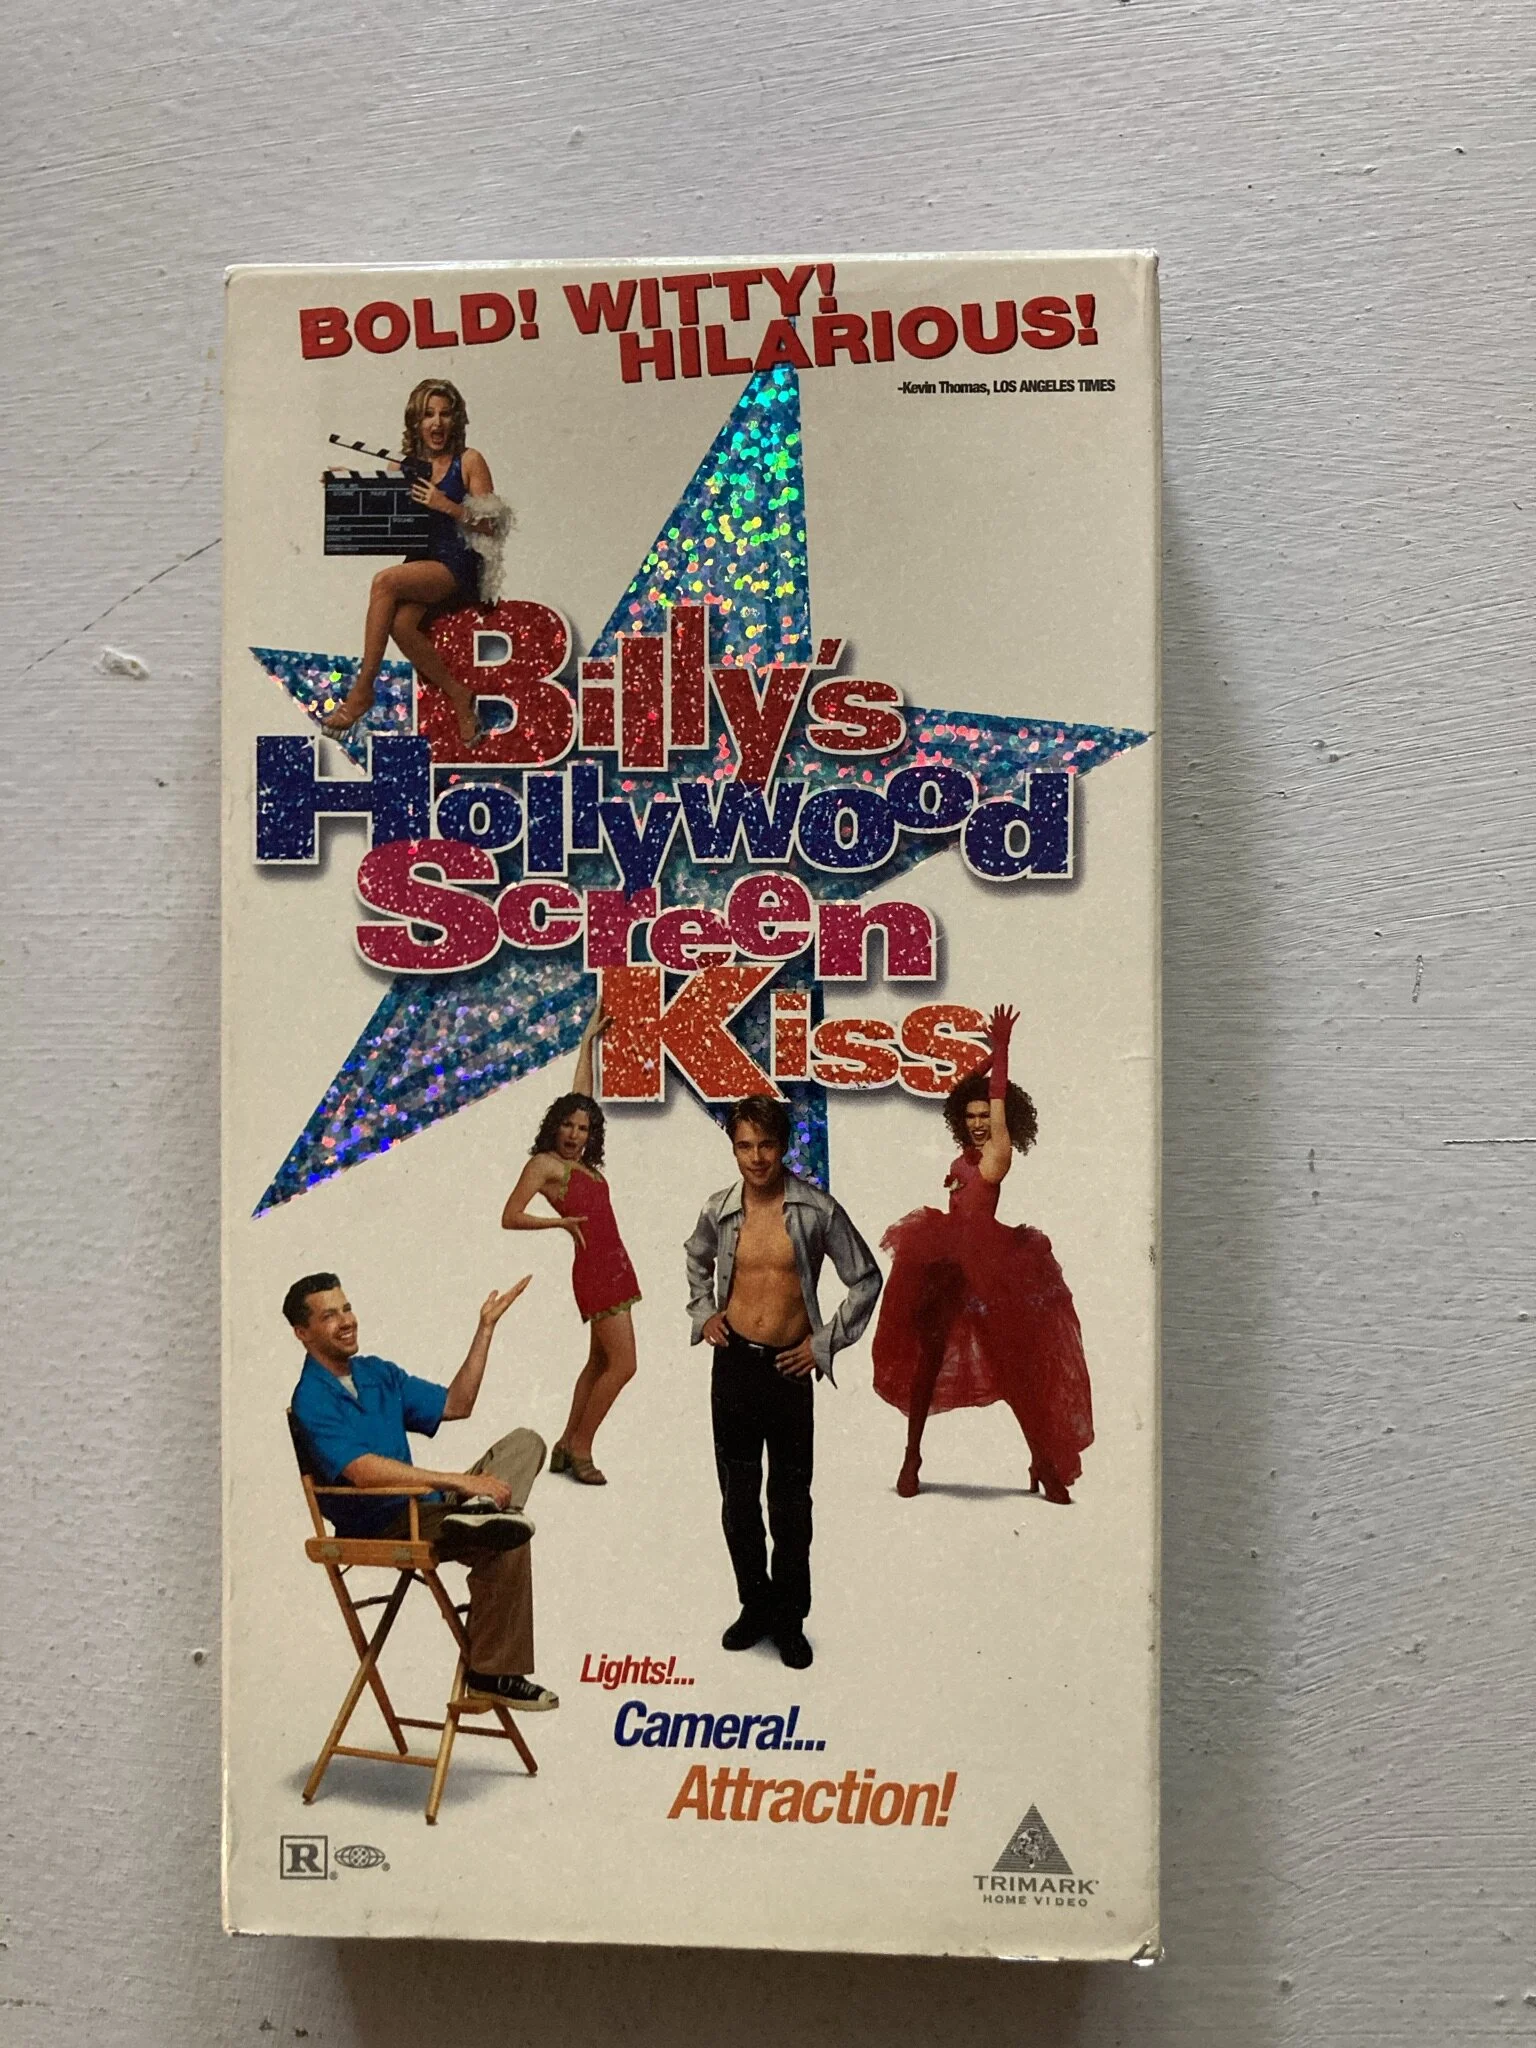 BOLD! WITTY!
HILARIOUS!
-Kevin Thomas, LOS ANGELES TIMES
Billy's
Hollywood
Screen
Kiss
Lights!...
Camera!...
Attraction!
R
TRIMARK
HOME VIDEO